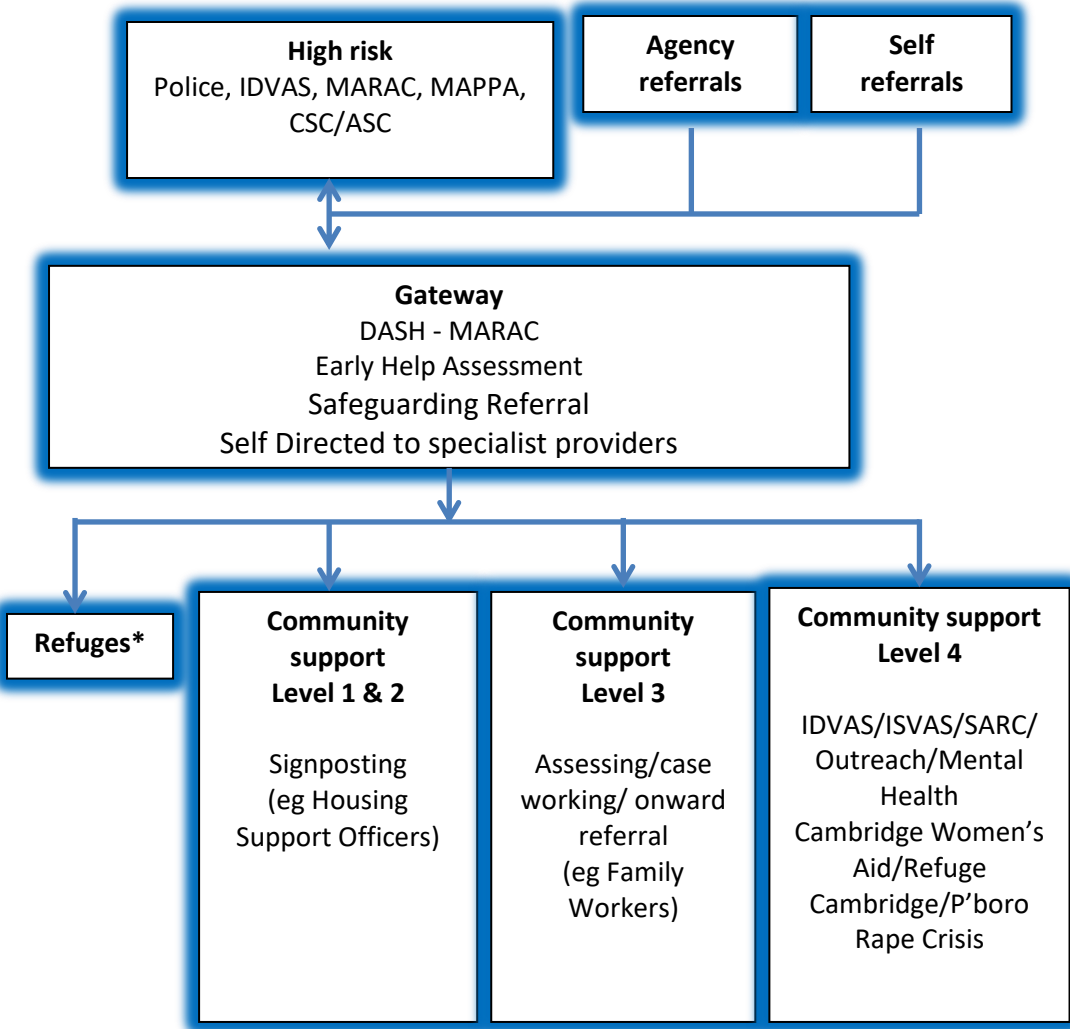 High risk
Police, IDVAS, MARAC, MAPPA,
CSC/ASC
Agency
referrals
Self
referrals
Gateway
DASH - MARAC
Early Help Assessment
Safeguarding Referral
Self Directed to specialist providers
Refuges*
Community
support
Level 1 & 2
Signposting
(eg Housing
Support Officers)
Community
support
Level 3
Assessing/case
working/ onward
referral
(eg Family
Workers)
Community support
Level 4
IDVAS/ISVAS/SARC/
Outreach/Mental
Health
Cambridge Women’s
Aid/Refuge
Cambridge/P’boro
Rape Crisis